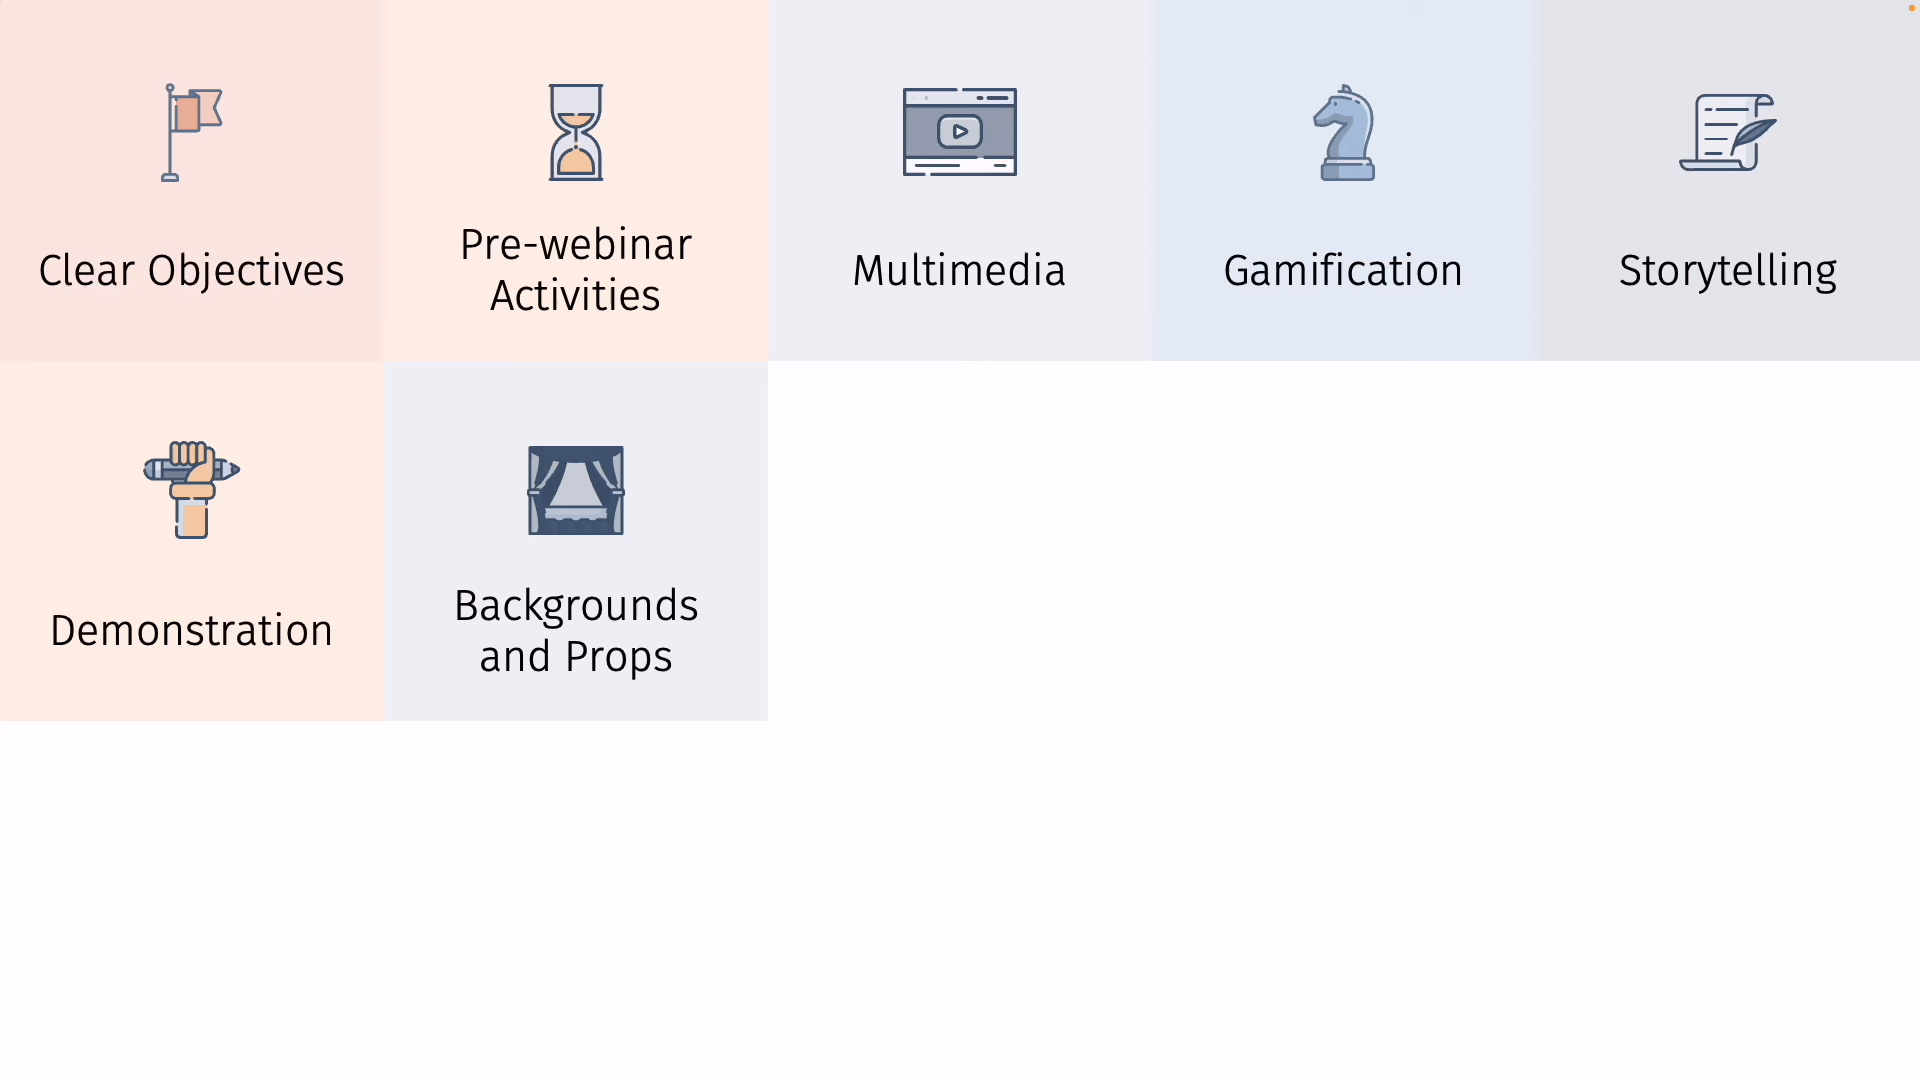 Clear Objectives
Pre-webinar
Activities
Multimedia
Gamification
Storytelling
Demonstration
Backgrounds
and Props